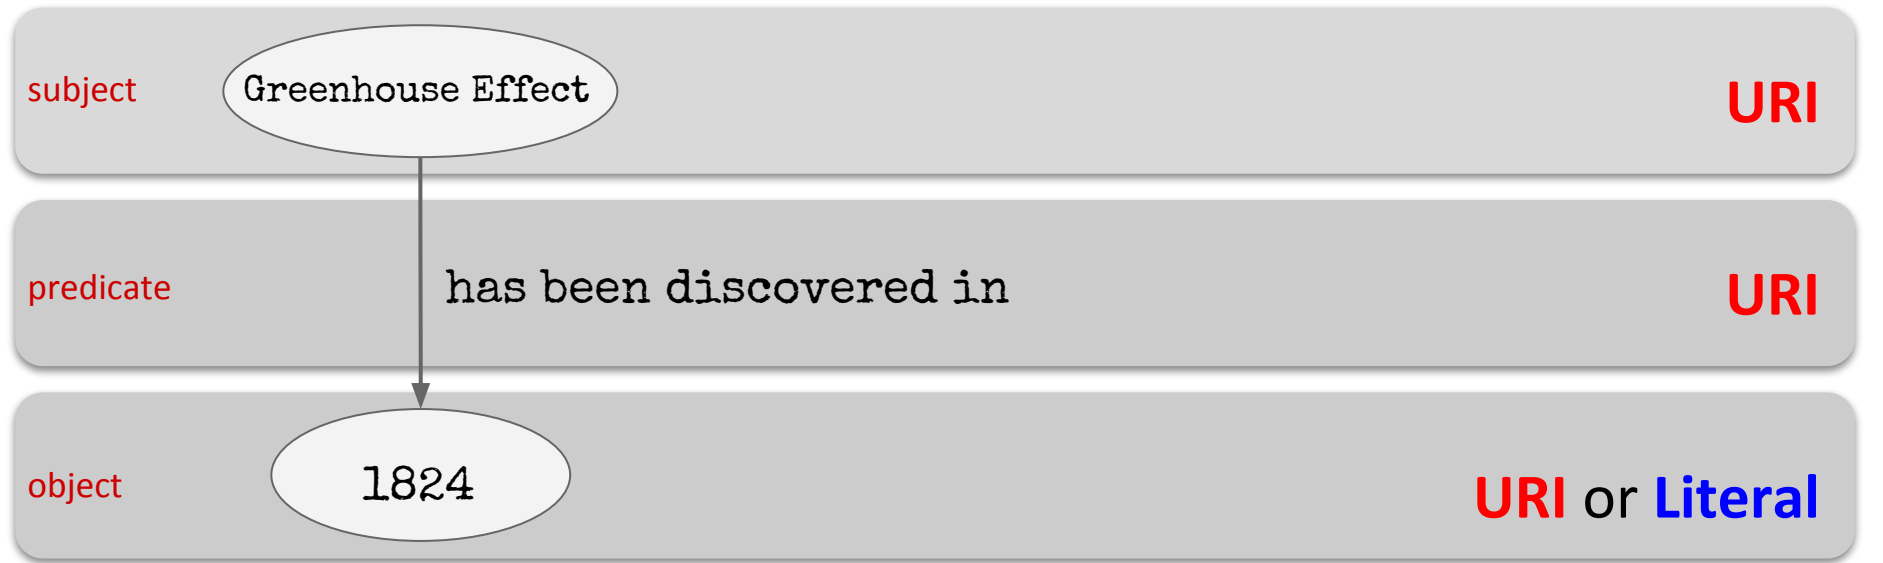 subject Greenhouse Effect URI
predicate has been discovered in URI
object 1824 URI or Literal